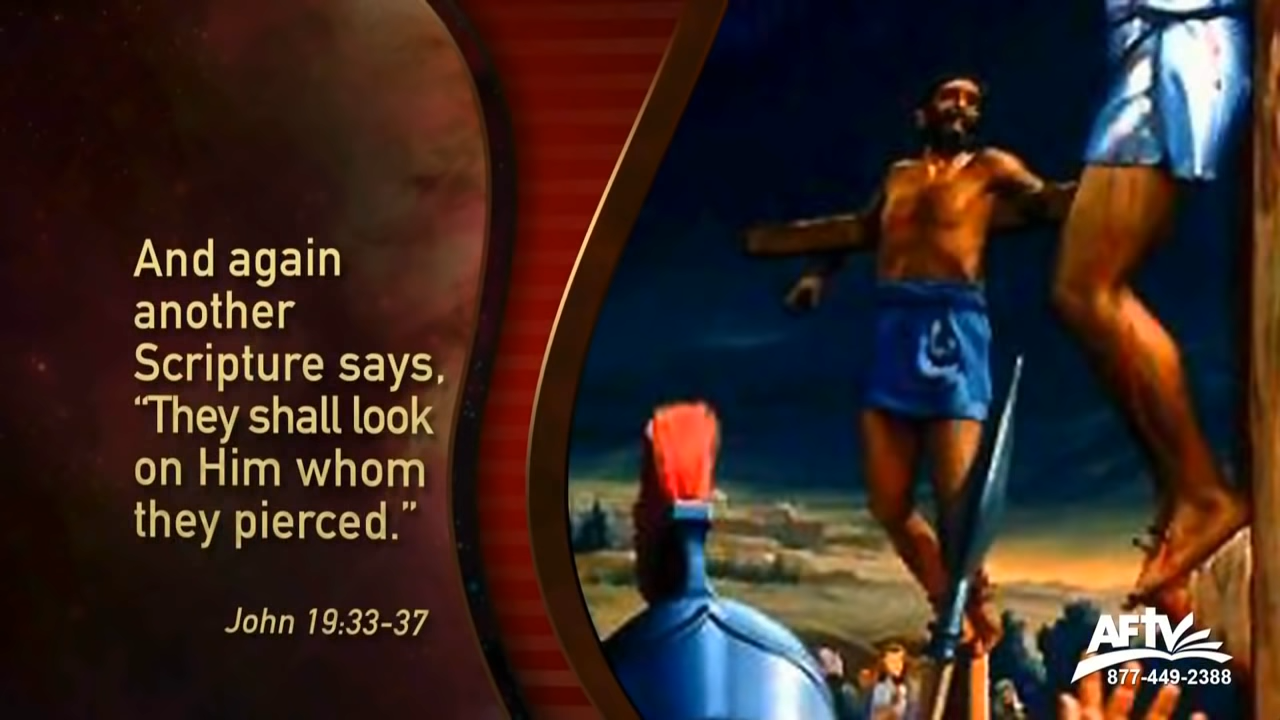 And again
another
Scripture says,
“They shall look
on Him whom
they pierced.”
John 19:33-37
AFTV
877-449-2388